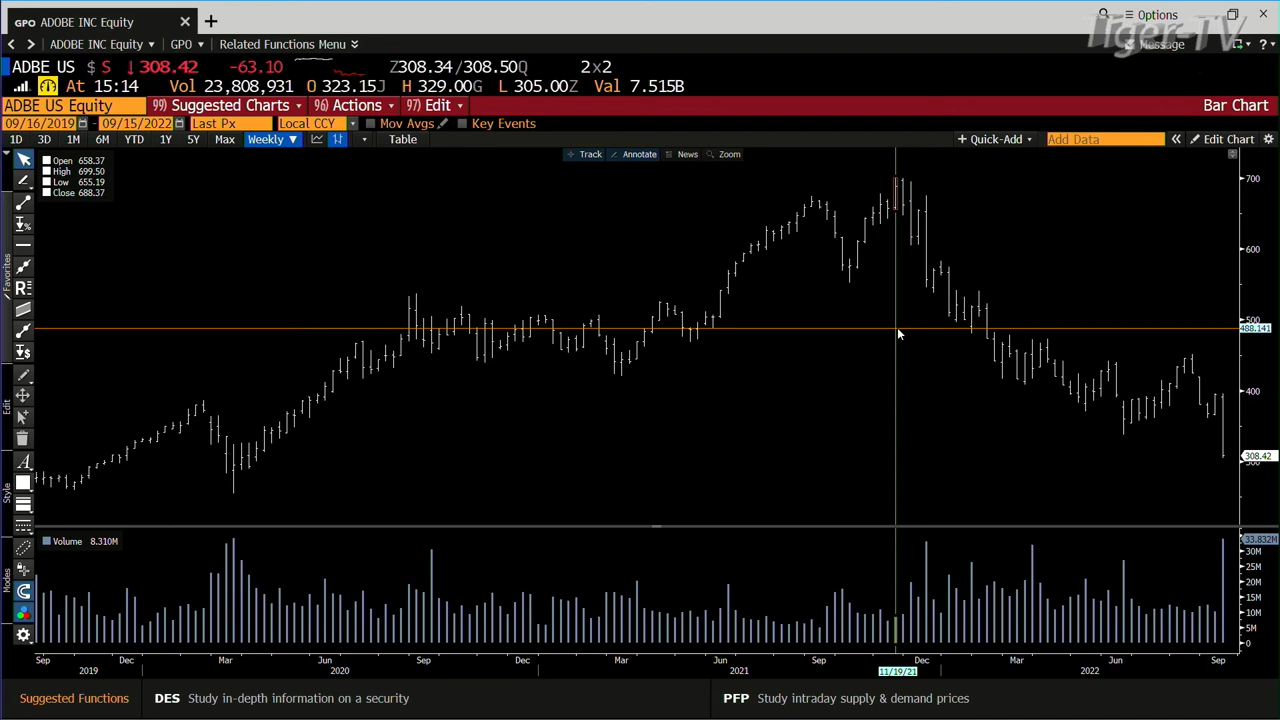 GPO ADOBE INC Equity × +
Options
Tiger-TV
ADOBE INC Equity GPO Related Functions Menu Message
ADBE US $ S ↓308.42 -63.10 Z308.34/308.50Q 2x2
At 15:14 Vol 23,808,931 O 323.15J H 329.00G L 305.00Z Val 7.515B
ADBE US Equity 99) Suggested Charts 96) Actions 97) Edit Bar Chart
09/16/2019 - 09/15/2022 Last Px Local CCY Mov Avgs Key Events
1D 3D 1M 6M YTD 1Y 5Y Max Weekly ▼ Table + Quick-Add Add Data « Edit Chart
Track Annotate News Zoom
Open 658.37
High 699.50
Low 655.19
Close 688.37
700
600
500
488.141
400
308.42
300
Favorites
Edit
Style
Modes
Volume 8.310M
33.832M
30M
25M
20M
15M
10M
5M
0
Sep Dec Mar Jun Sep Dec Mar Jun Sep Dec Mar Jun Sep
2019 2020 2021 11/19/21 2022
Suggested Functions DES Study in-depth information on a security PFP Study intraday supply & demand prices